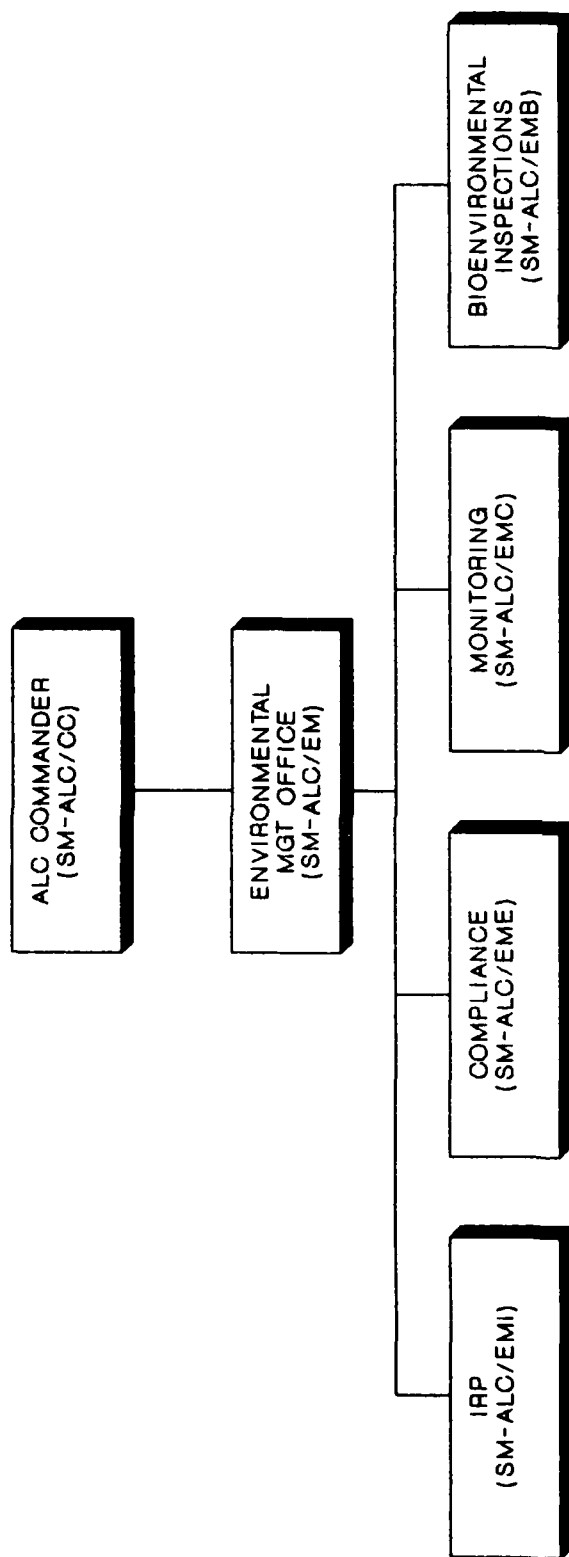 ALC COMMANDER
(SM-ALC/CC)
ENVIRONMENTAL
MGT OFFICE
(SM-ALC/EM)
IRP
(SM-ALC/EMI)
COMPLIANCE
(SM-ALC/EME)
MONITORING
(SM-ALC/EMC)
BIOENVIRONMENTAL
INSPECTIONS
(SM-ALC/EMB)